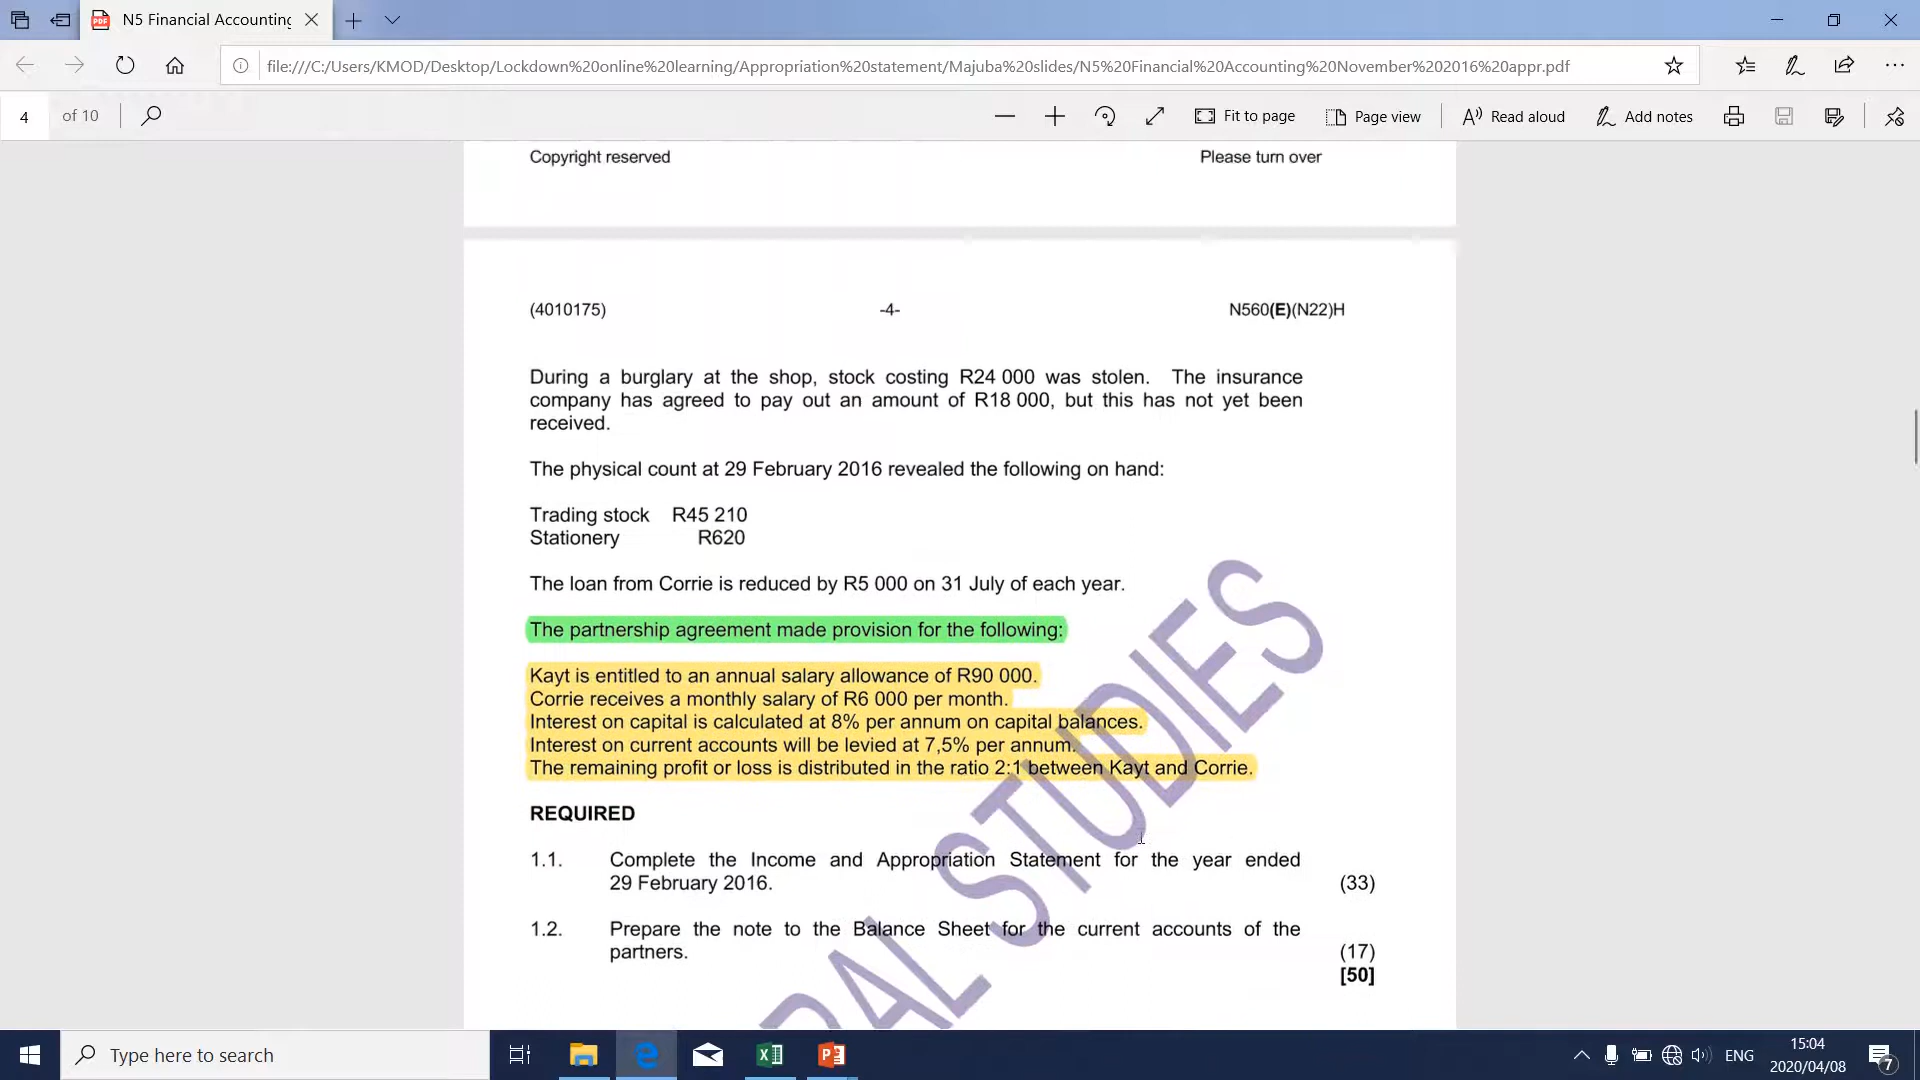 N5 Financial Accounting
file:///C:/Users/KMOD/Desktop/Lockdown%20online%20learning/Appropriation%20statement/Majuba%20slides/N5%20Financial%20Accounting%20November%202016%20appr.pdf
4 of 10
Fit to page
Page view
Read aloud
Add notes
Copyright reserved Please turn over
(4010175) -4- N560(E)(N22)H
During a burglary at the shop, stock costing R24 000 was stolen. The insurance
company has agreed to pay out an amount of R18 000, but this has not yet been
received.
The physical count at 29 February 2016 revealed the following on hand:
Trading stock R45 210
Stationery R620
The loan from Corrie is reduced by R5 000 on 31 July of each year.
The partnership agreement made provision for the following:
Kayt is entitled to an annual salary allowance of R90 000.
Corrie receives a monthly salary of R6 000 per month.
Interest on capital is calculated at 8% per annum on capital balances.
Interest on current accounts will be levied at 7,5% per annum.
The remaining profit or loss is distributed in the ratio 2:1 between Kayt and Corrie.
REQUIRED
1.1. Complete the Income and Appropriation Statement for the year ended
29 February 2016. (33)
1.2. Prepare the note to the Balance Sheet for the current accounts of the
partners. (17)
[50]
STUDIES
Type here to search
ENG
15:04
2020/04/08
7